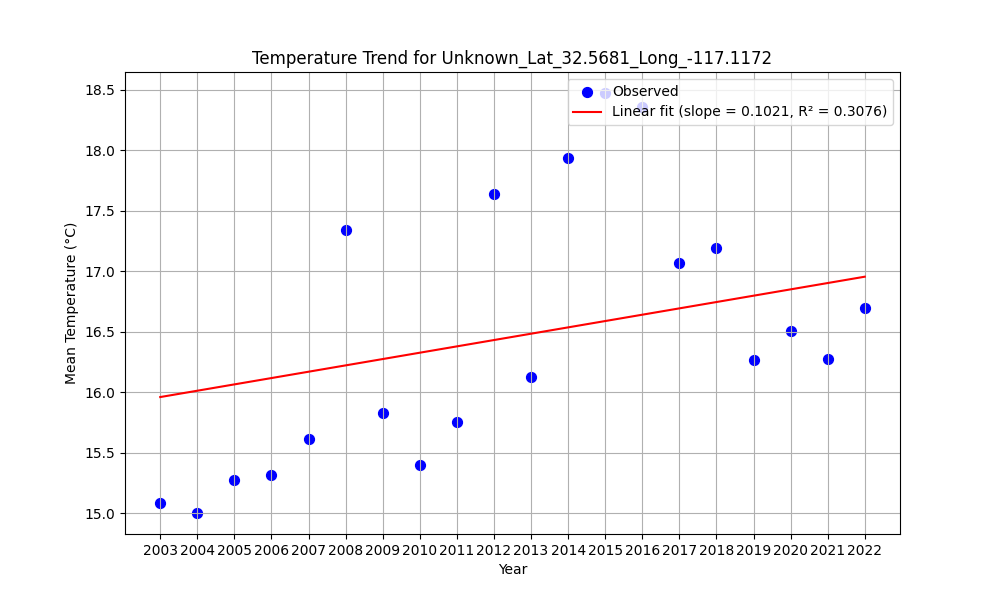 Temperature Trend for Unknown_Lat_32.5681_Long_-117.1172
Observed
Linear fit (slope = 0.1021, R² = 0.3076)
Mean Temperature (°C)
18.5
18.0
17.5
17.0
16.5
16.0
15.5
15.0
2003 2004 2005 2006 2007 2008 2009 2010 2011 2012 2013 2014 2015 2016 2017 2018 2019 2020 2021 2022
Year